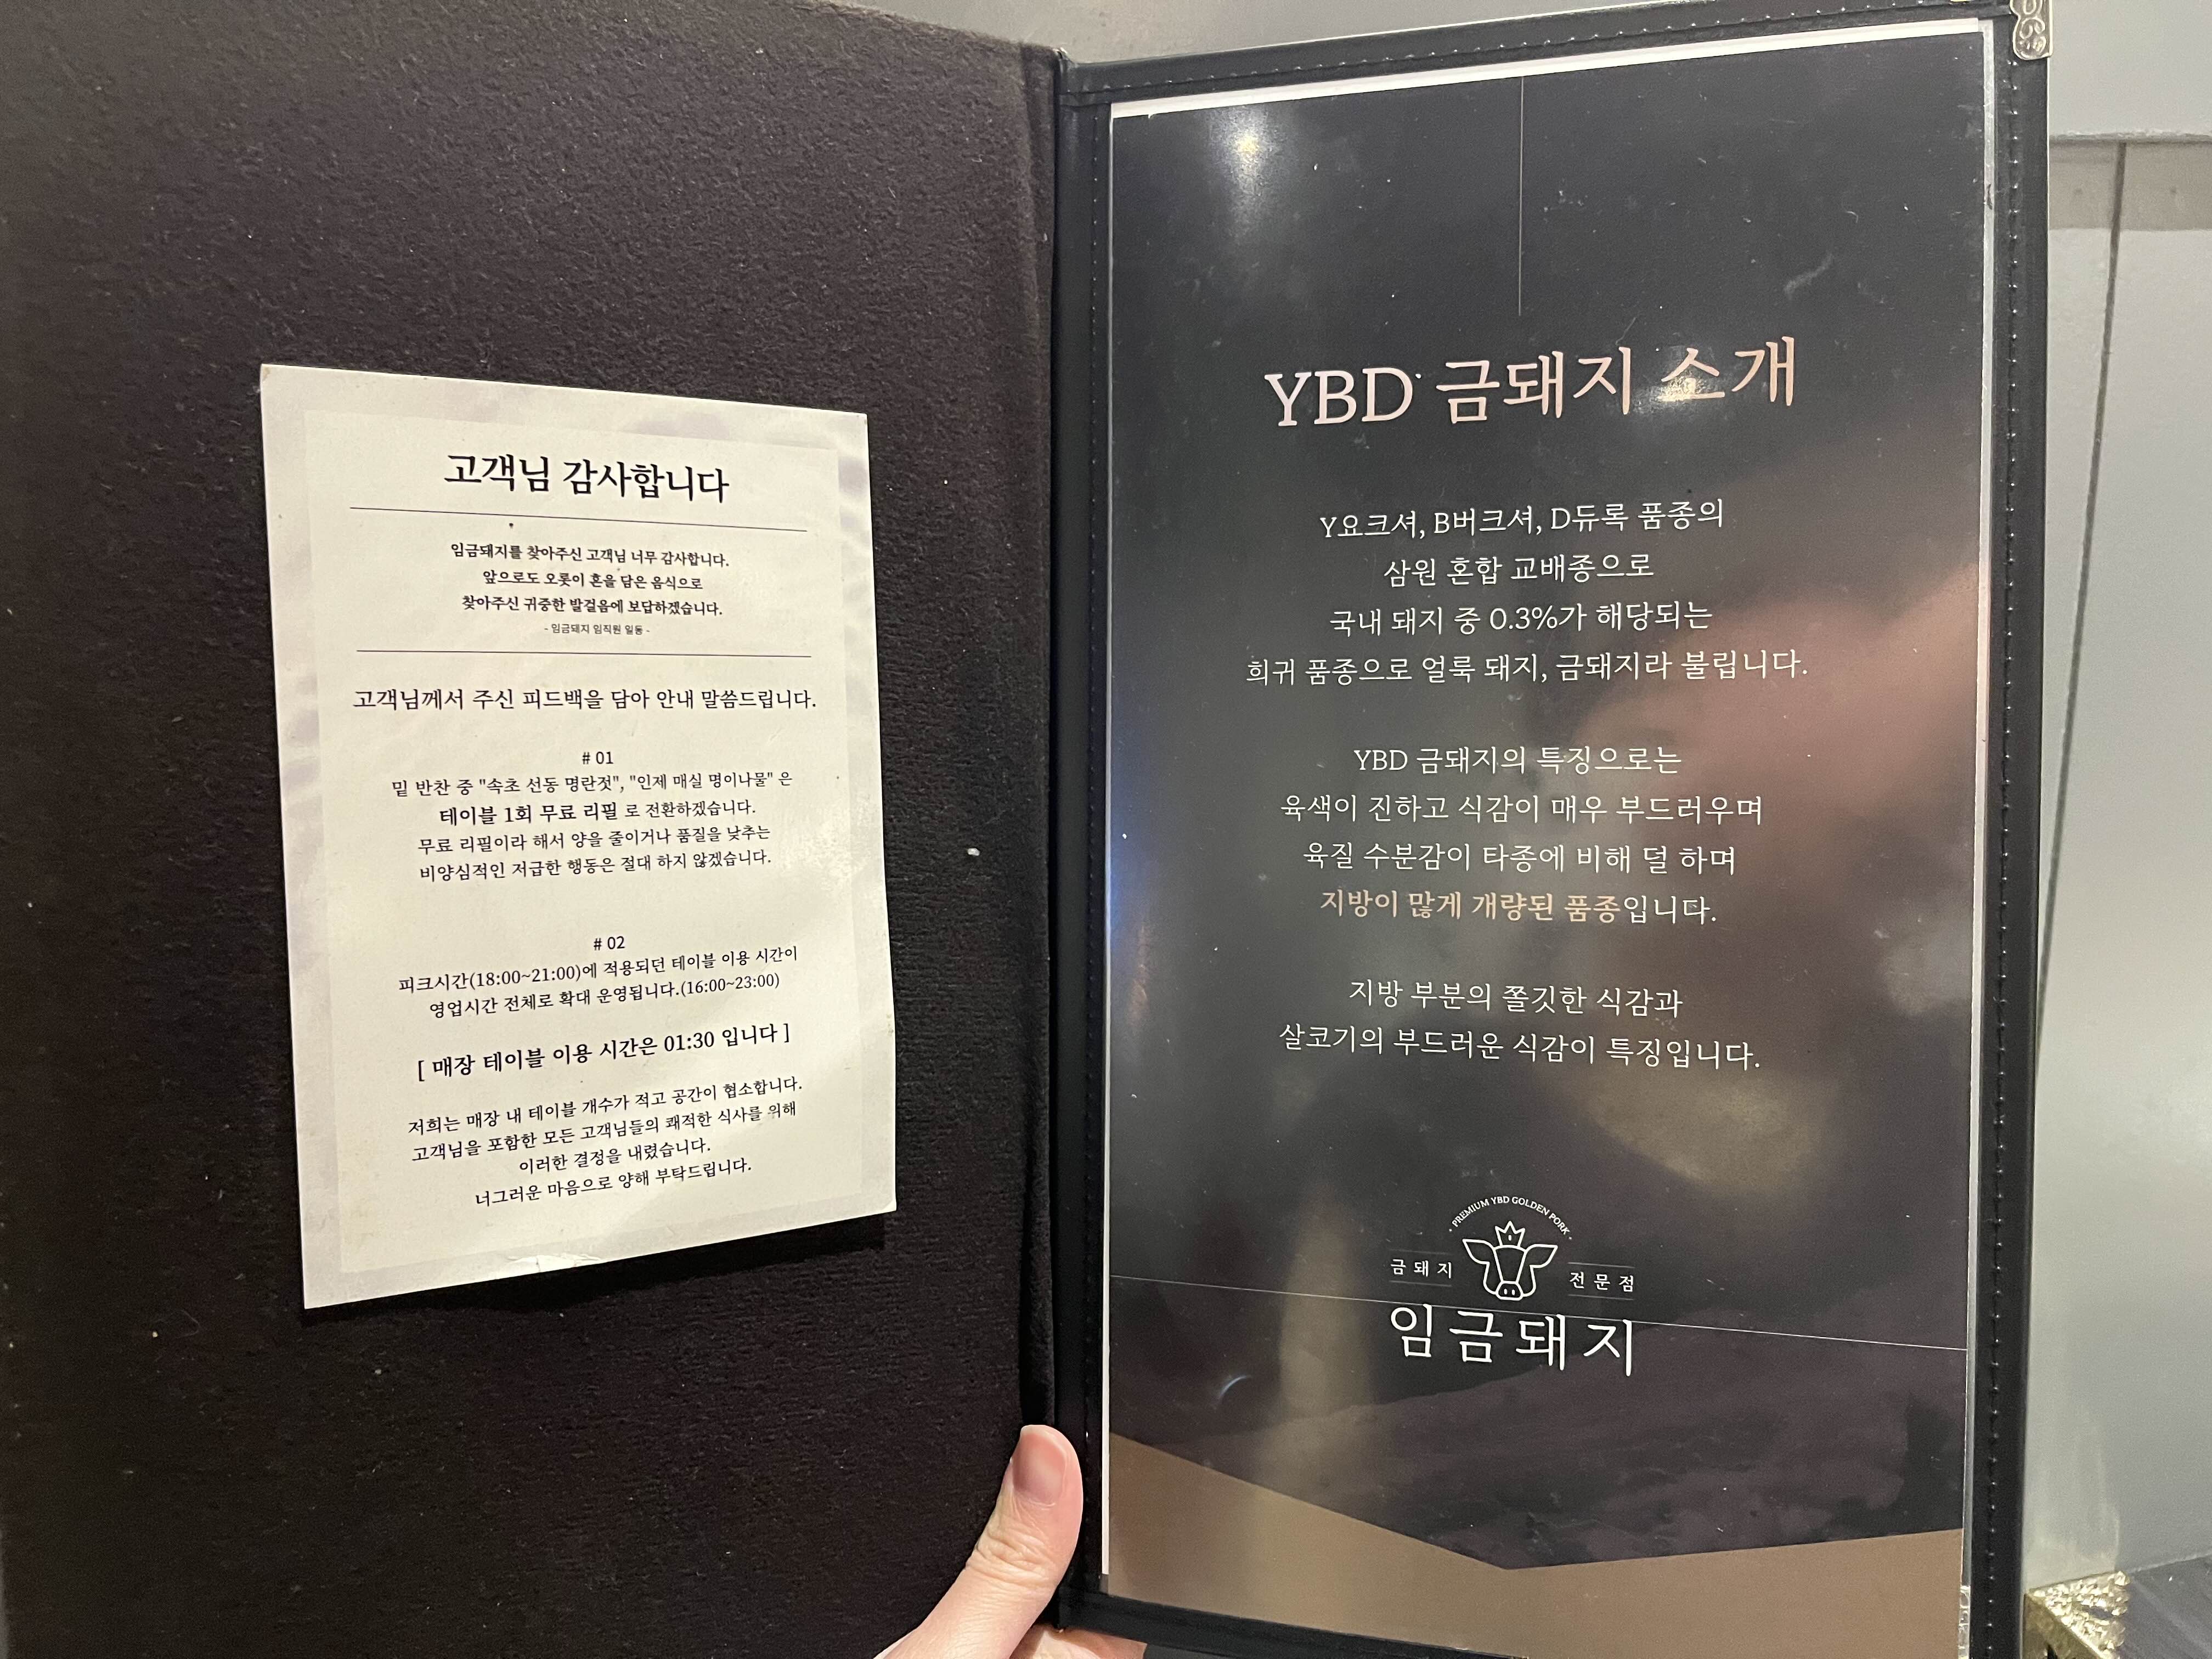 고객님 감사합니다
임금돼지를 찾아주신 고객님 너무 감사합니다.
앞으로도 오롯이 혼을 담은 음식으로
찾아주신 귀중한 발걸음에 보답하겠습니다.
- 임금돼지 임직원 일동 -
고객님께서 주신 피드백을 담아 안내 말씀드립니다.
# 01
밑 반찬 중 "속초 선동 명란젓", "인제 매실 명이나물" 은
테이블 1회 무료 리필 로 전환하겠습니다.
무료 리필이라 해서 양을 줄이거나 품질을 낮추는
비양심적인 저급한 행동은 절대 하지 않겠습니다.
# 02
피크시간(18:00~21:00)에 적용되던 테이블 이용 시간이
영업시간 전체로 확대 운영됩니다.(16:00~23:00)
[ 매장 테이블 이용 시간은 01:30 입니다 ]
저희는 매장 내 테이블 개수가 적고 공간이 협소합니다.
고객님을 포함한 모든 고객님들의 쾌적한 식사를 위해
이러한 결정을 내렸습니다.
너그러운 마음으로 양해 부탁드립니다.
YBD 금돼지 소개
Y요크셔, B버크셔, D듀록 품종의
삼원 혼합 교배종으로
국내 돼지 중 0.3%가 해당되는
희귀 품종으로 얼룩 돼지, 금돼지라 불립니다.
YBD 금돼지의 특징으로는
육색이 진하고 식감이 매우 부드러우며
육질 수분감이 타종에 비해 덜 하며
지방이 많게 개량된 품종입니다.
지방 부분의 쫄깃한 식감과
살코기의 부드러운 식감이 특징입니다.
· PREMIUM YBD GOLDEN PORK ·
금돼지 전문점
임금돼지